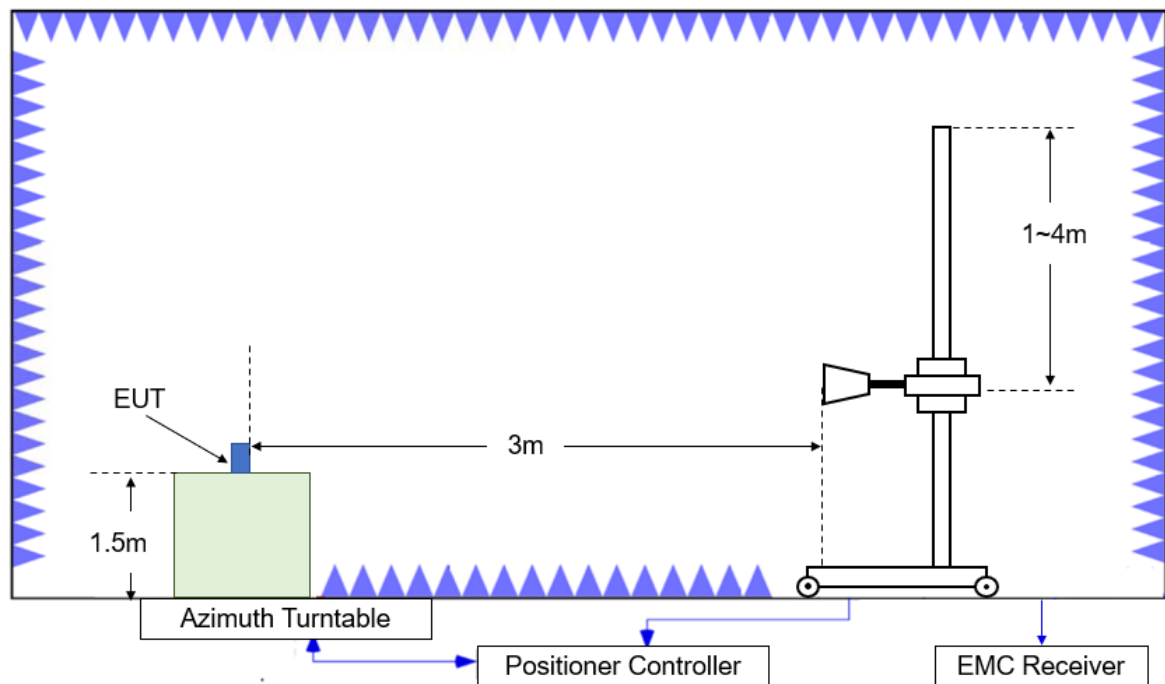 1~4m
EUT
3m
1.5m
Azimuth Turntable
Positioner Controller
EMC Receiver